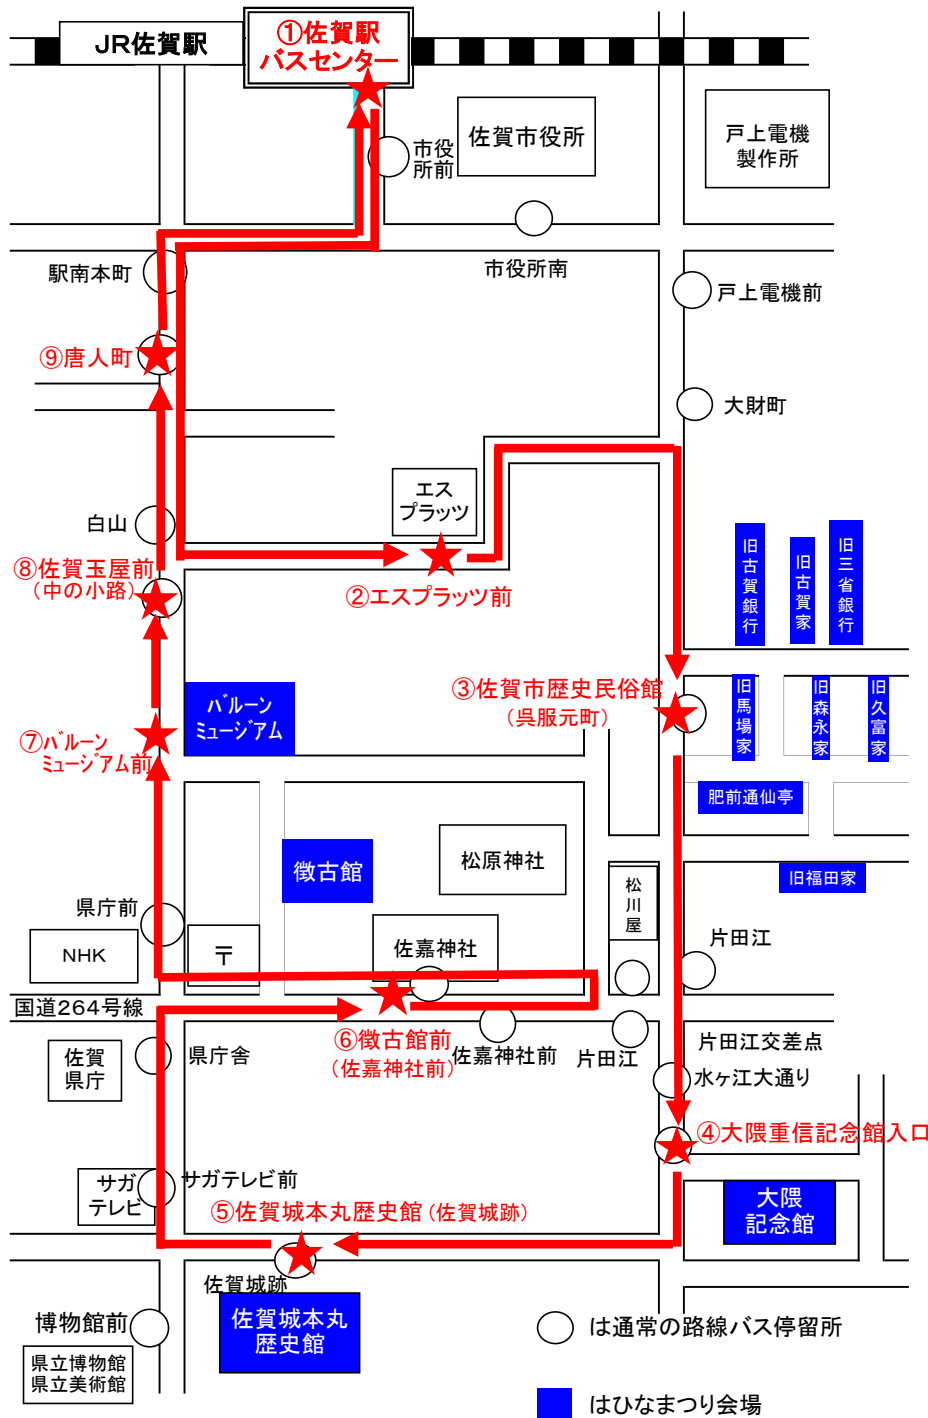 JR佐賀駅
①佐賀駅
バスセンター
市役
所前
佐賀市役所
戸上電機
製作所
駅南本町
市役所南
戸上電機前
⑨唐人町
大財町
エス
プラッツ
白山
⑧佐賀玉屋前
(中の小路)
②エスプラッツ前
旧古賀銀行
旧古賀家
旧三省銀行
③佐賀市歴史民俗館
(呉服元町)
旧馬場家
旧森永家
旧久富家
バルーン
ミュージアム
⑦バルーン
ミュージアム前
肥前通仙亭
徴古館
松原神社
松川屋
旧福田家
県庁前
NHK
〒
佐嘉神社
片田江
国道264号線
⑥徴古館前
(佐嘉神社前)
佐嘉神社前
片田江
片田江交差点
佐賀
県庁
県庁舎
水ヶ江大通り
④大隈重信記念館入口
サガ
テレビ
サガテレビ前
⑤佐賀城本丸歴史館(佐賀城跡)
大隈
記念館
佐賀城跡
佐賀城本丸
歴史館
博物館前
県立博物館
県立美術館
は通常の路線バス停留所
はひなまつり会場